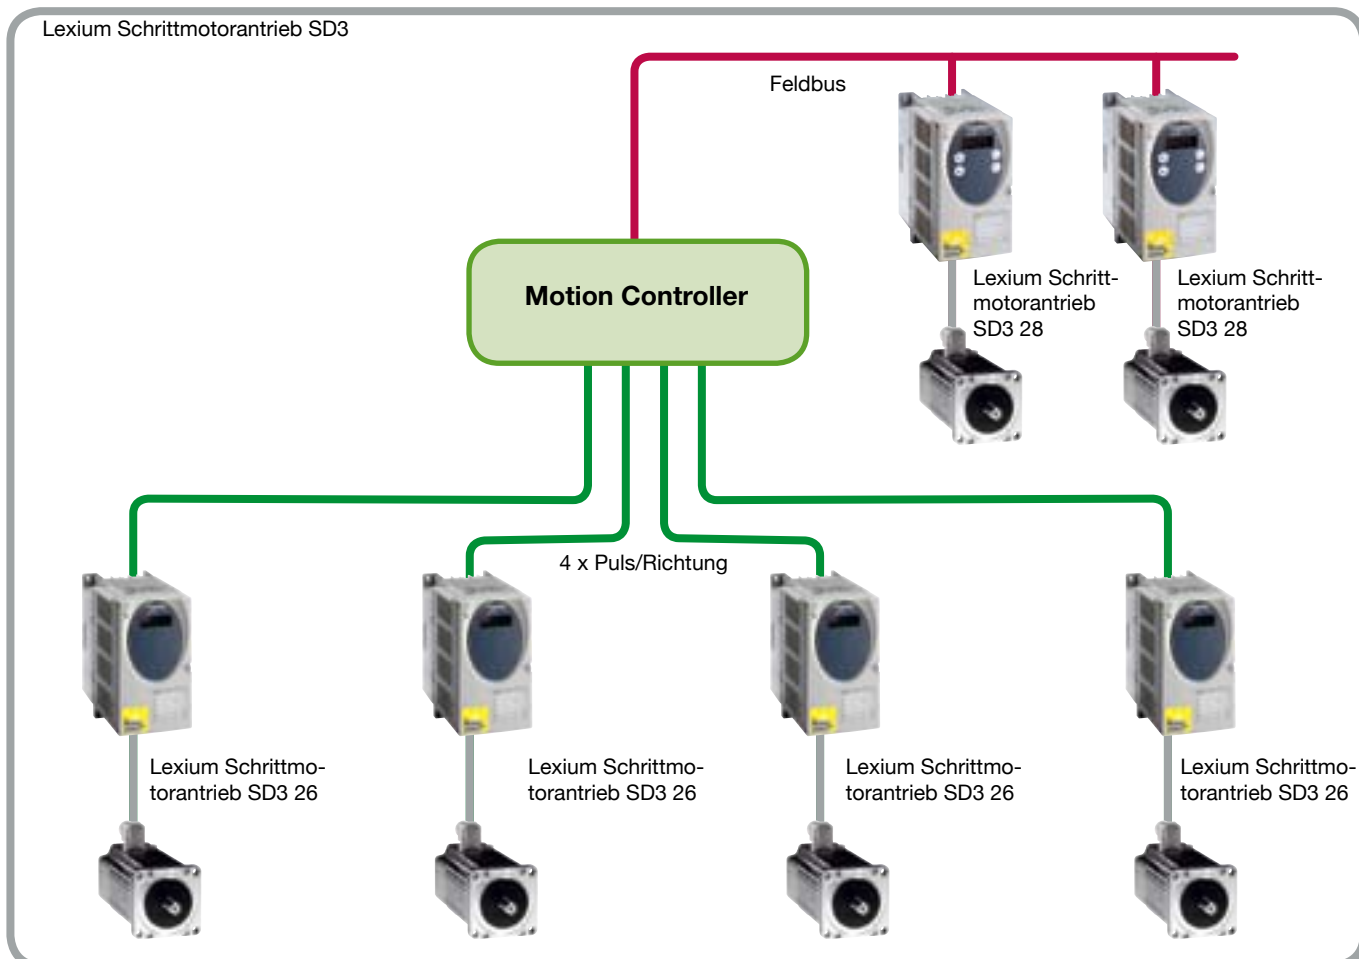 Lexium Schrittmotorantrieb SD3
Feldbus
Motion Controller
Lexium Schritt-
motorantrieb
SD3 28
Lexium Schritt-
motorantrieb
SD3 28
4 x Puls/Richtung
Lexium Schrittmo-
torantrieb SD3 26
Lexium Schrittmo-
torantrieb SD3 26
Lexium Schrittmo-
torantrieb SD3 26
Lexium Schrittmo-
torantrieb SD3 26